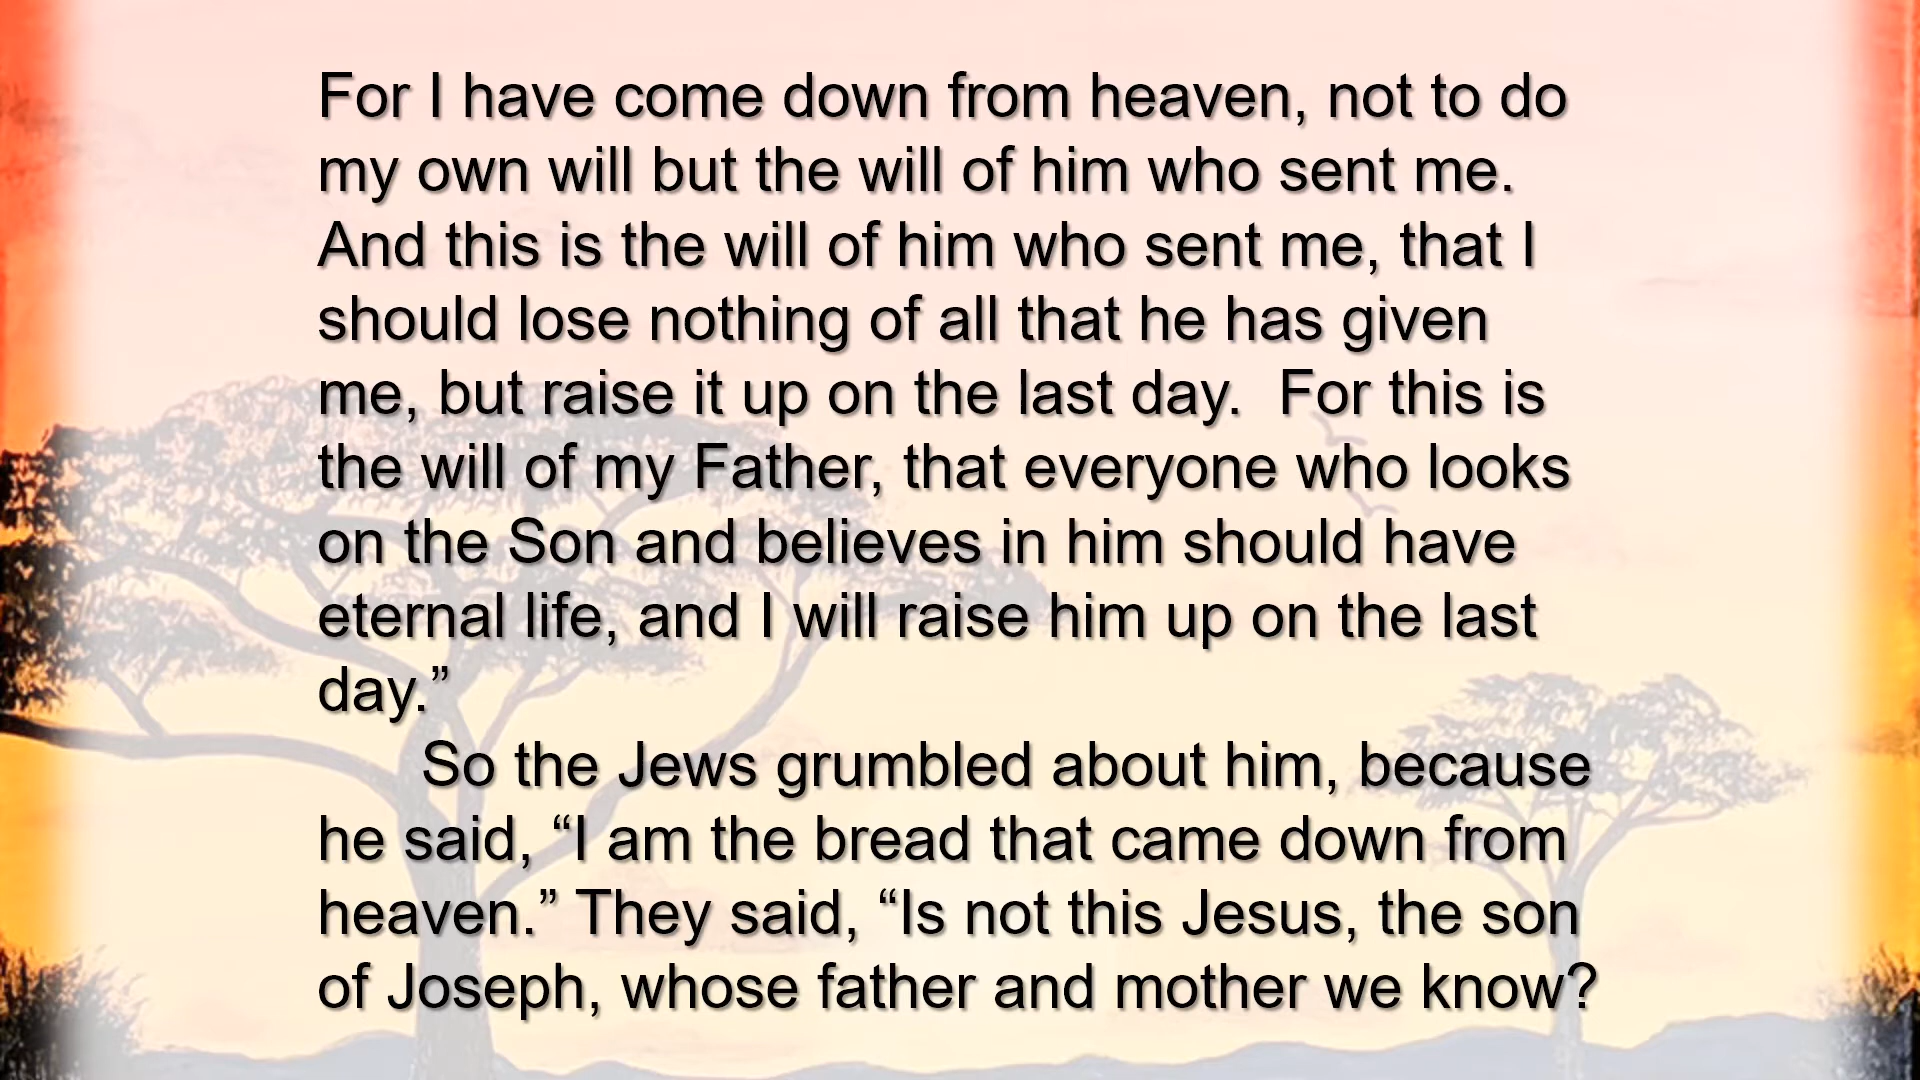 For I have come down from heaven, not to do
my own will but the will of him who sent me.
And this is the will of him who sent me, that I
should lose nothing of all that he has given
me, but raise it up on the last day.  For this is
the will of my Father, that everyone who looks
on the Son and believes in him should have
eternal life, and I will raise him up on the last
day.”
So the Jews grumbled about him, because
he said, “I am the bread that came down from
heaven.” They said, “Is not this Jesus, the son
of Joseph, whose father and mother we know?